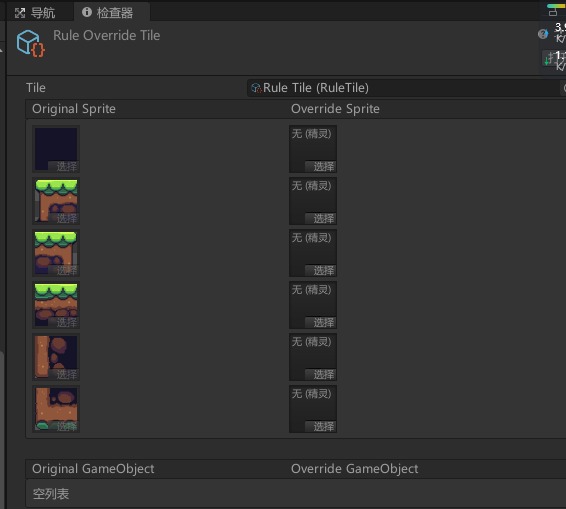 导航 检查器
Rule Override Tile
Tile Rule Tile (RuleTile)
Original Sprite Override Sprite
无 (精灵)
选择 选择
无 (精灵)
选择 选择
无 (精灵)
选择 选择
无 (精灵)
选择 选择
无 (精灵)
选择 选择
无 (精灵)
选择 选择
Original GameObject Override GameObject
空列表